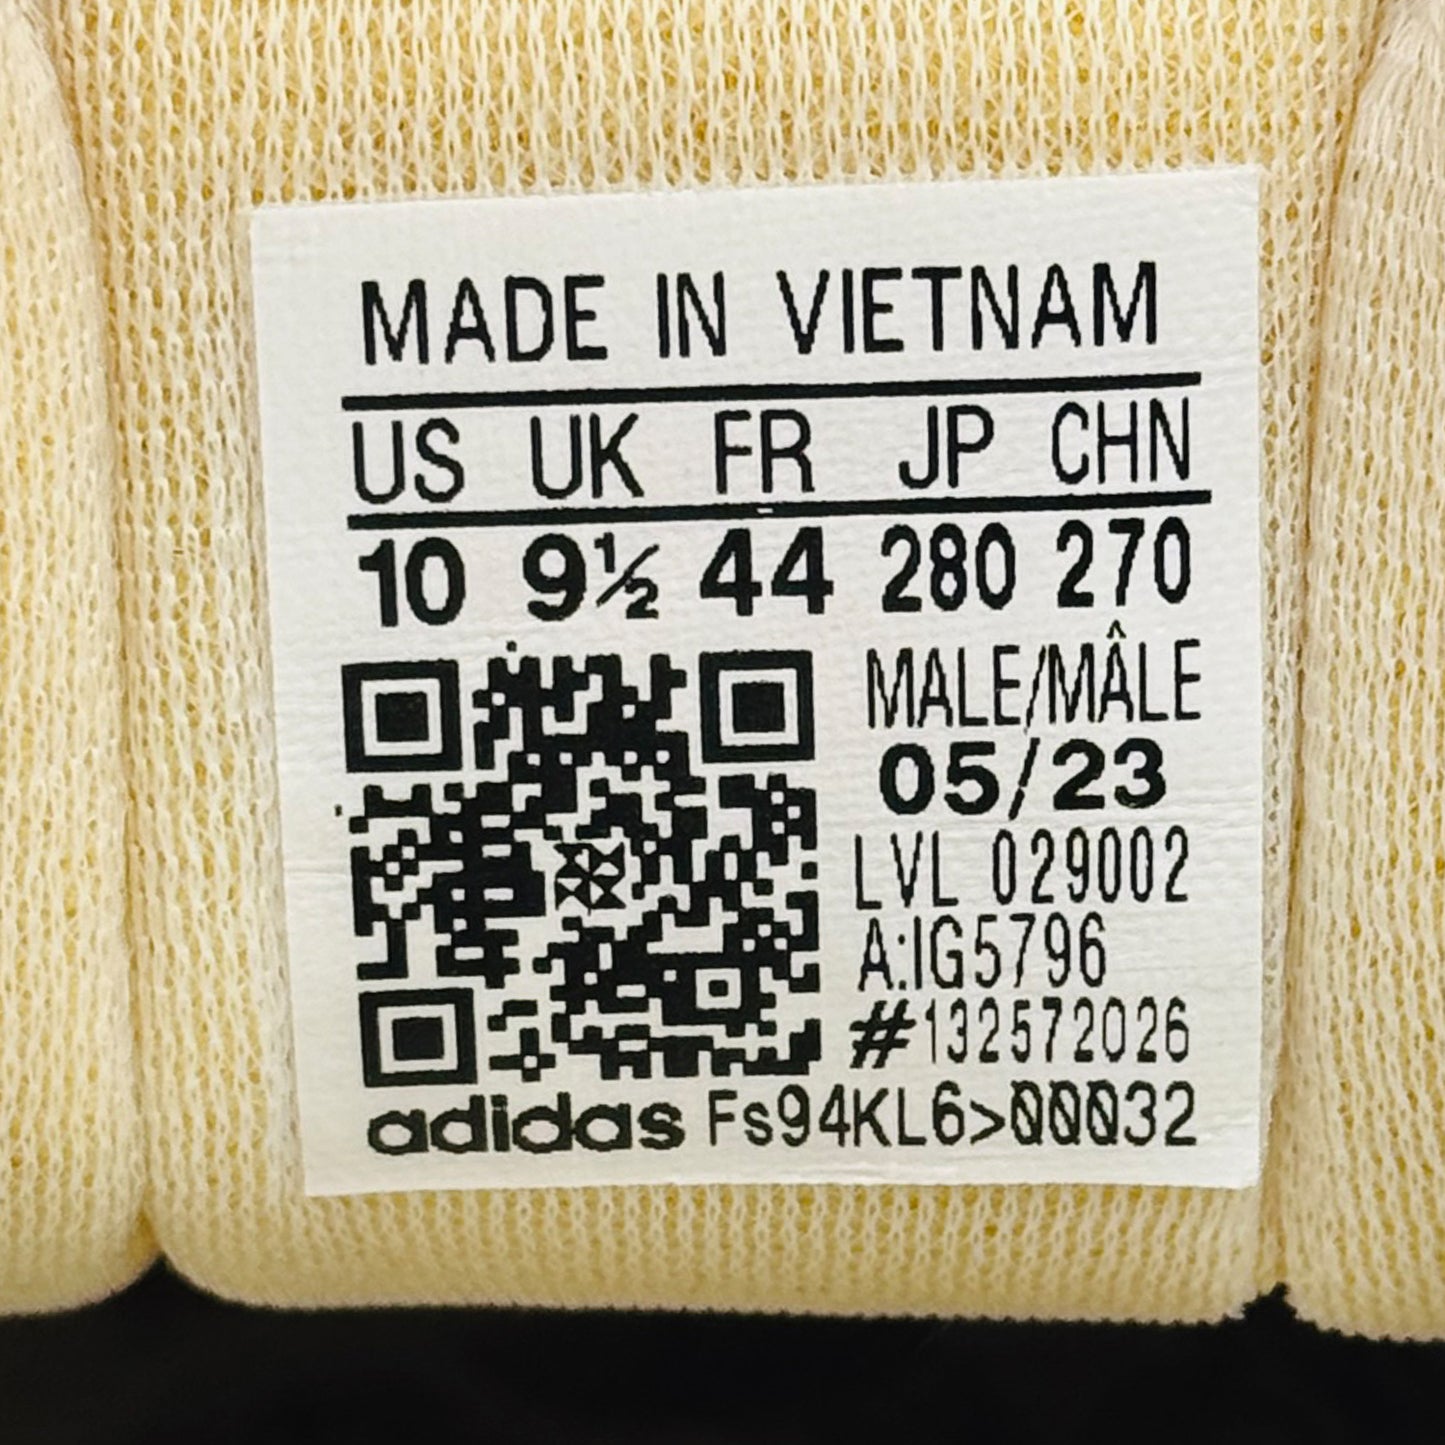 MADE IN VIETNAM
US UK FR JP CHN
10 9½ 44 280 270
MALE/MÂLE
05/23
LVL 029002
A:IG5796
#132572026
adidas Fs94KL6>00032